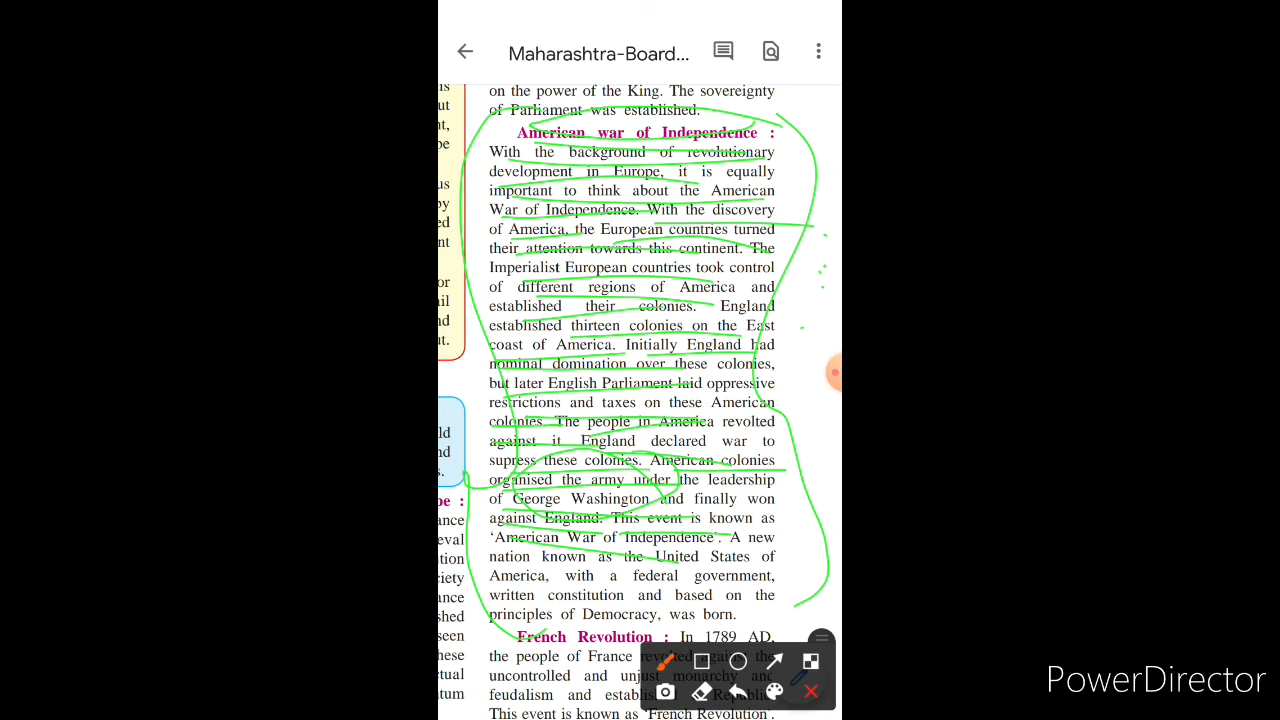 Maharashtra-Board...
on the power of the King. The sovereignty
of Parliament was established.
American war of Independence :
With the background of revolutionary
development in Europe, it is equally
important to think about the American
War of Independence. With the discovery
of America, the European countries turned
their attention towards this continent. The
Imperialist European countries took control
of different regions of America and
established their colonies. England
established thirteen colonies on the East
coast of America. Initially England had
nominal domination over these colonies,
but later English Parliament laid oppressive
restrictions and taxes on these American
colonies. The people in America revolted
against it. England declared war to
supress these colonies. American colonies
organised the army under the leadership
of George Washington and finally won
against England. This event is known as
‘American War of Independence’. A new
nation known as the United States of
America, with a federal government,
written constitution and based on the
principles of Democracy, was born.
French Revolution : In 1789 AD,
the people of France revolted against the
uncontrolled and unjust monarchy and
feudalism and Republic
This event is known as ‘French Revolution’.
PowerDirector